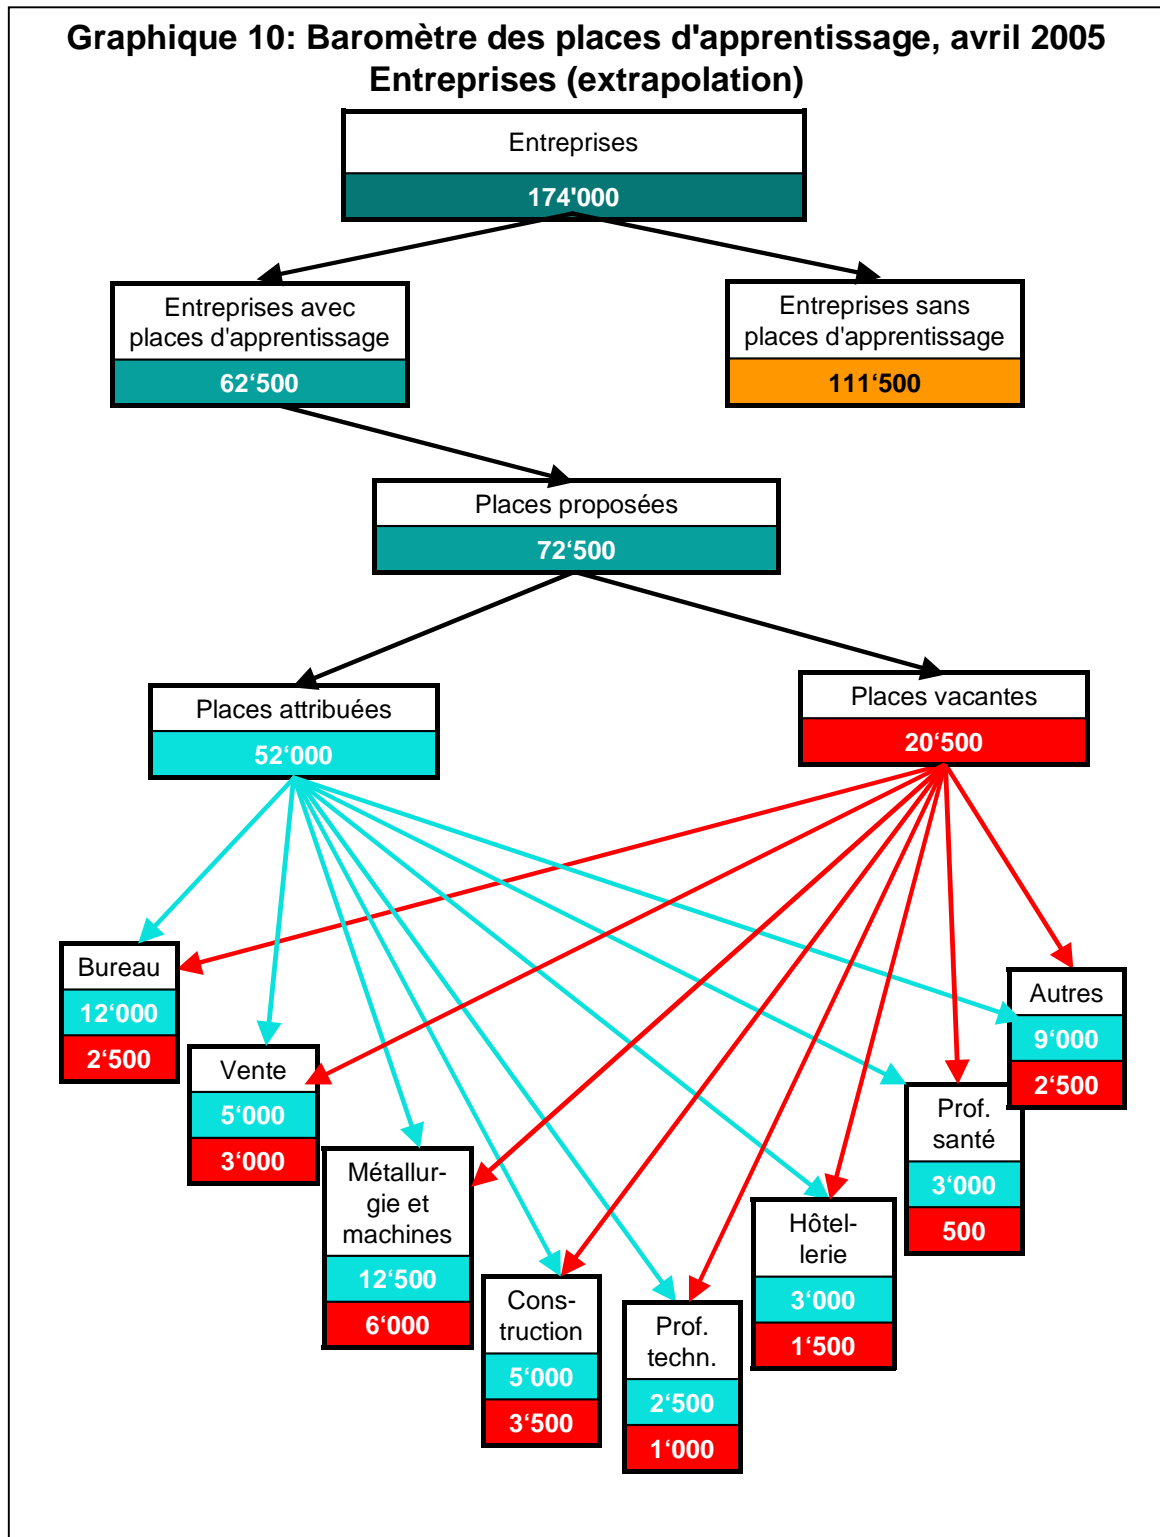 Graphique 10: Baromètre des places d'apprentissage, avril 2005
Entreprises (extrapolation)
Entreprises
174'000
Entreprises avec
places d'apprentissage
62‘500
Entreprises sans
places d'apprentissage
111‘500
Places proposées
72‘500
Places attribuées
52‘000
Places vacantes
20‘500
Bureau
12‘000
2‘500
Vente
5‘000
3‘000
Métallur-
gie et
machines
12‘500
6‘000
Cons-
truction
5‘000
3‘500
Prof.
techn.
2‘500
1‘000
Hôtel-
lerie
3‘000
1‘500
Prof.
santé
3‘000
500
Autres
9‘000
2‘500